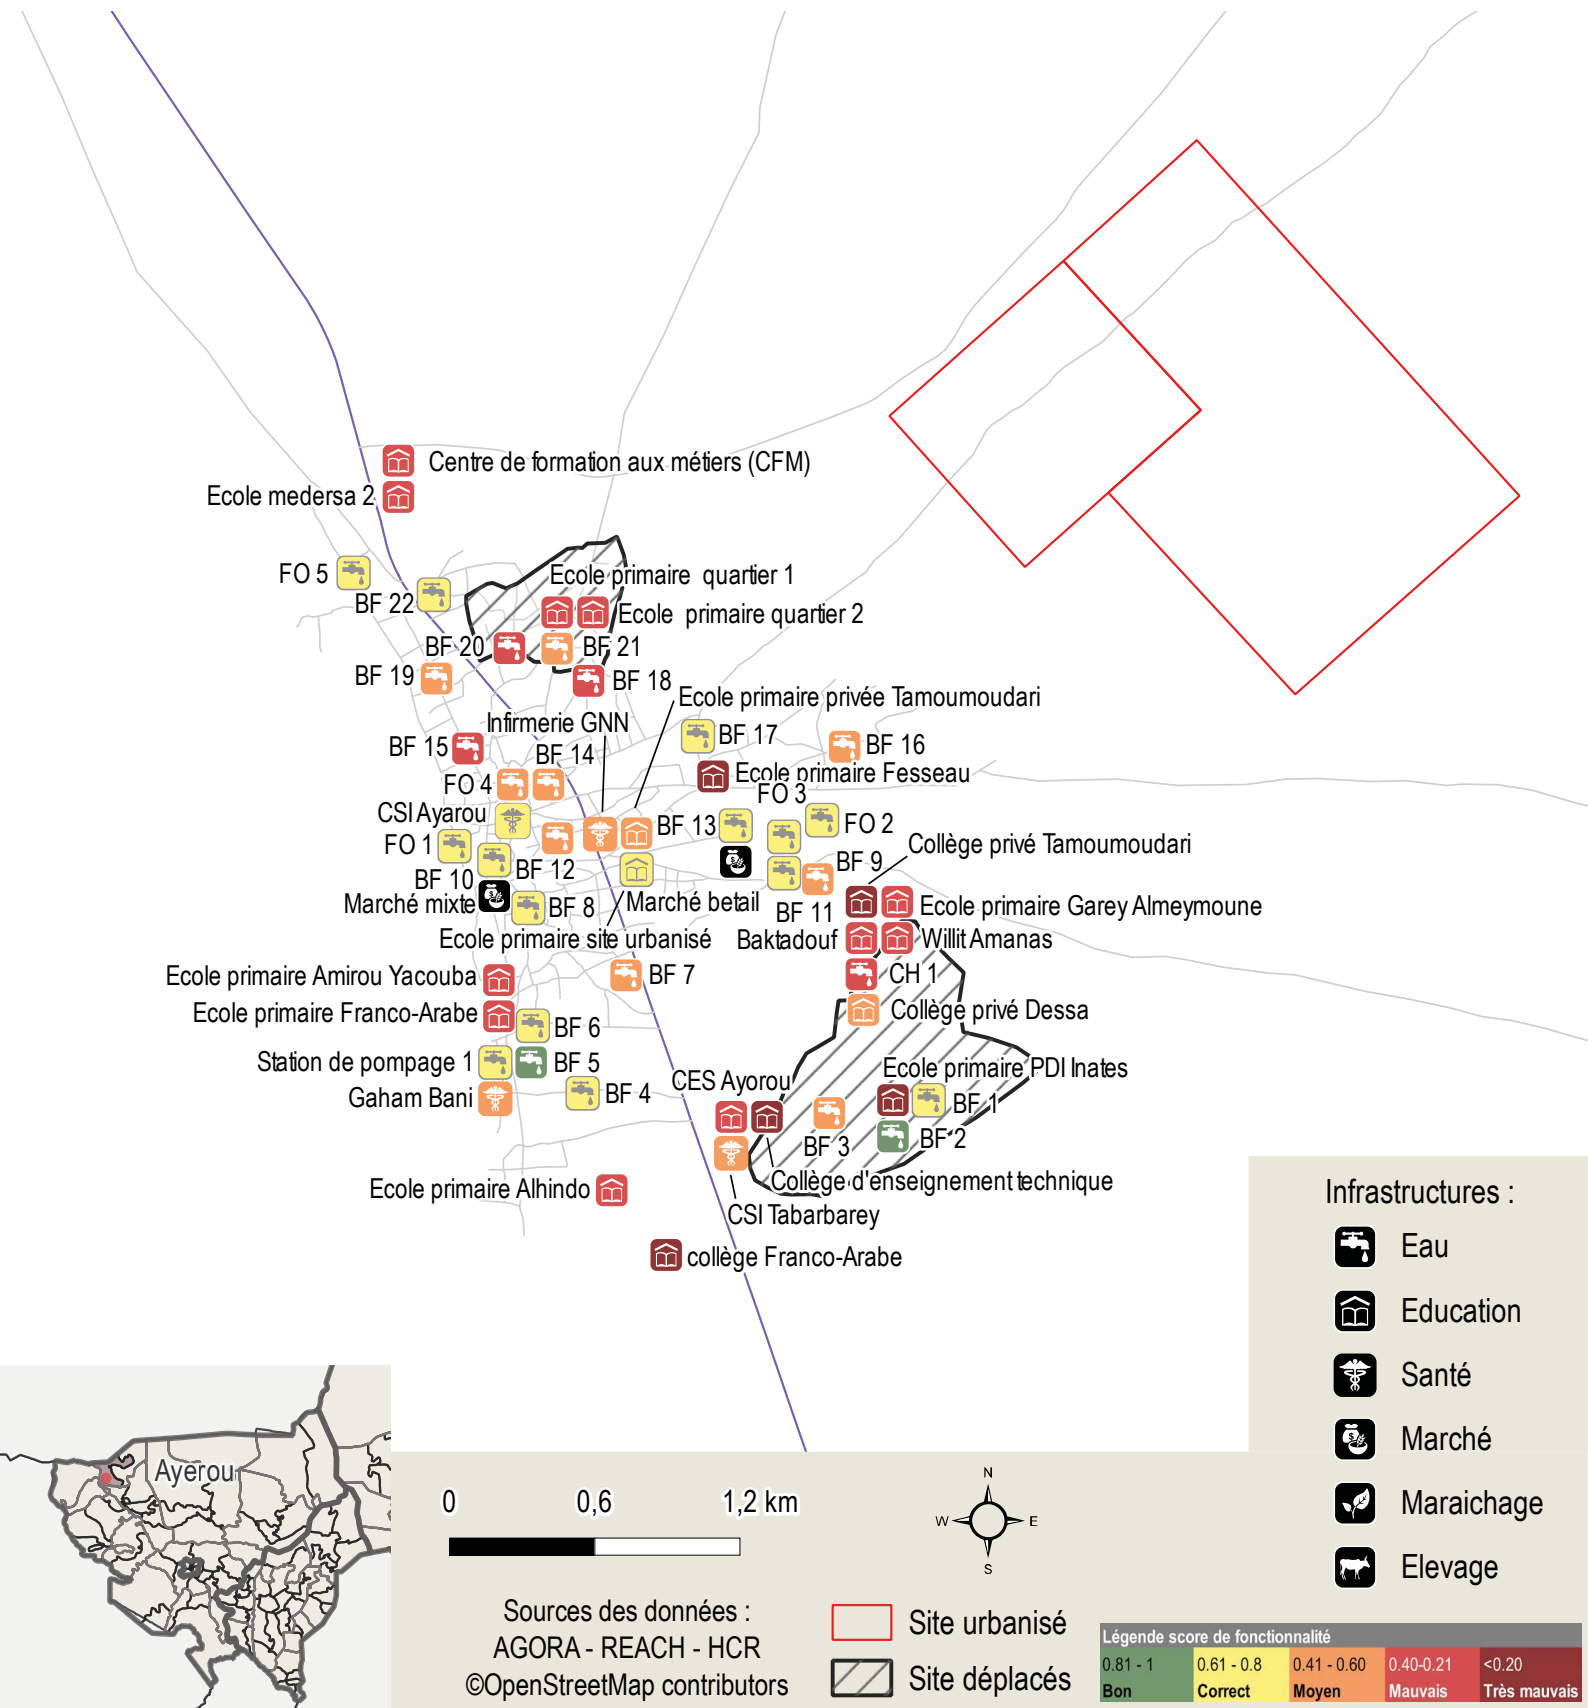 Centre de formation aux métiers (CFM)
Ecole medersa 2
FO 5
Ecole primaire quartier 1
BF 22
Ecole primaire quartier 2
BF 20
BF 21
BF 19
BF 18
Ecole primaire privée Tamoumoudari
Infirmerie GNN
BF 17
BF 16
BF 15
BF 14
Ecole primaire Fesseau
FO 4
FO 3
CSI Ayarou
BF 13
FO 2
FO 1
Collège privé Tamoumoudari
BF 12
BF 9
BF 10
Marché mixte
BF 8
Marché betail
BF 11
Ecole primaire Garey Almeymoune
Ecole primaire site urbanisé
Baktadouf
Willit Amanas
Ecole primaire Amirou Yacouba
BF 7
CH 1
Ecole primaire Franco-Arabe
Collège privé Dessa
BF 6
Station de pompage 1
BF 5
Ecole primaire PDI Inates
CES Ayorou
Gaham Bani
BF 4
BF 1
BF 3
BF 2
Collège d'enseignement technique
Ecole primaire Alhindo
CSI Tabarbarey
collège Franco-Arabe
Infrastructures :
Eau
Education
Santé
Marché
Maraichage
Elevage
Ayerou
0 0,6 1,2 km
N
W E
S
Sources des données :
AGORA - REACH - HCR
©OpenStreetMap contributors
Site urbanisé
Site déplacés
Légende score de fonctionnalité
0.81 - 1 0.61 - 0.8 0.41 - 0.60 0.40-0.21 <0.20
Bon Correct Moyen Mauvais Très mauvais